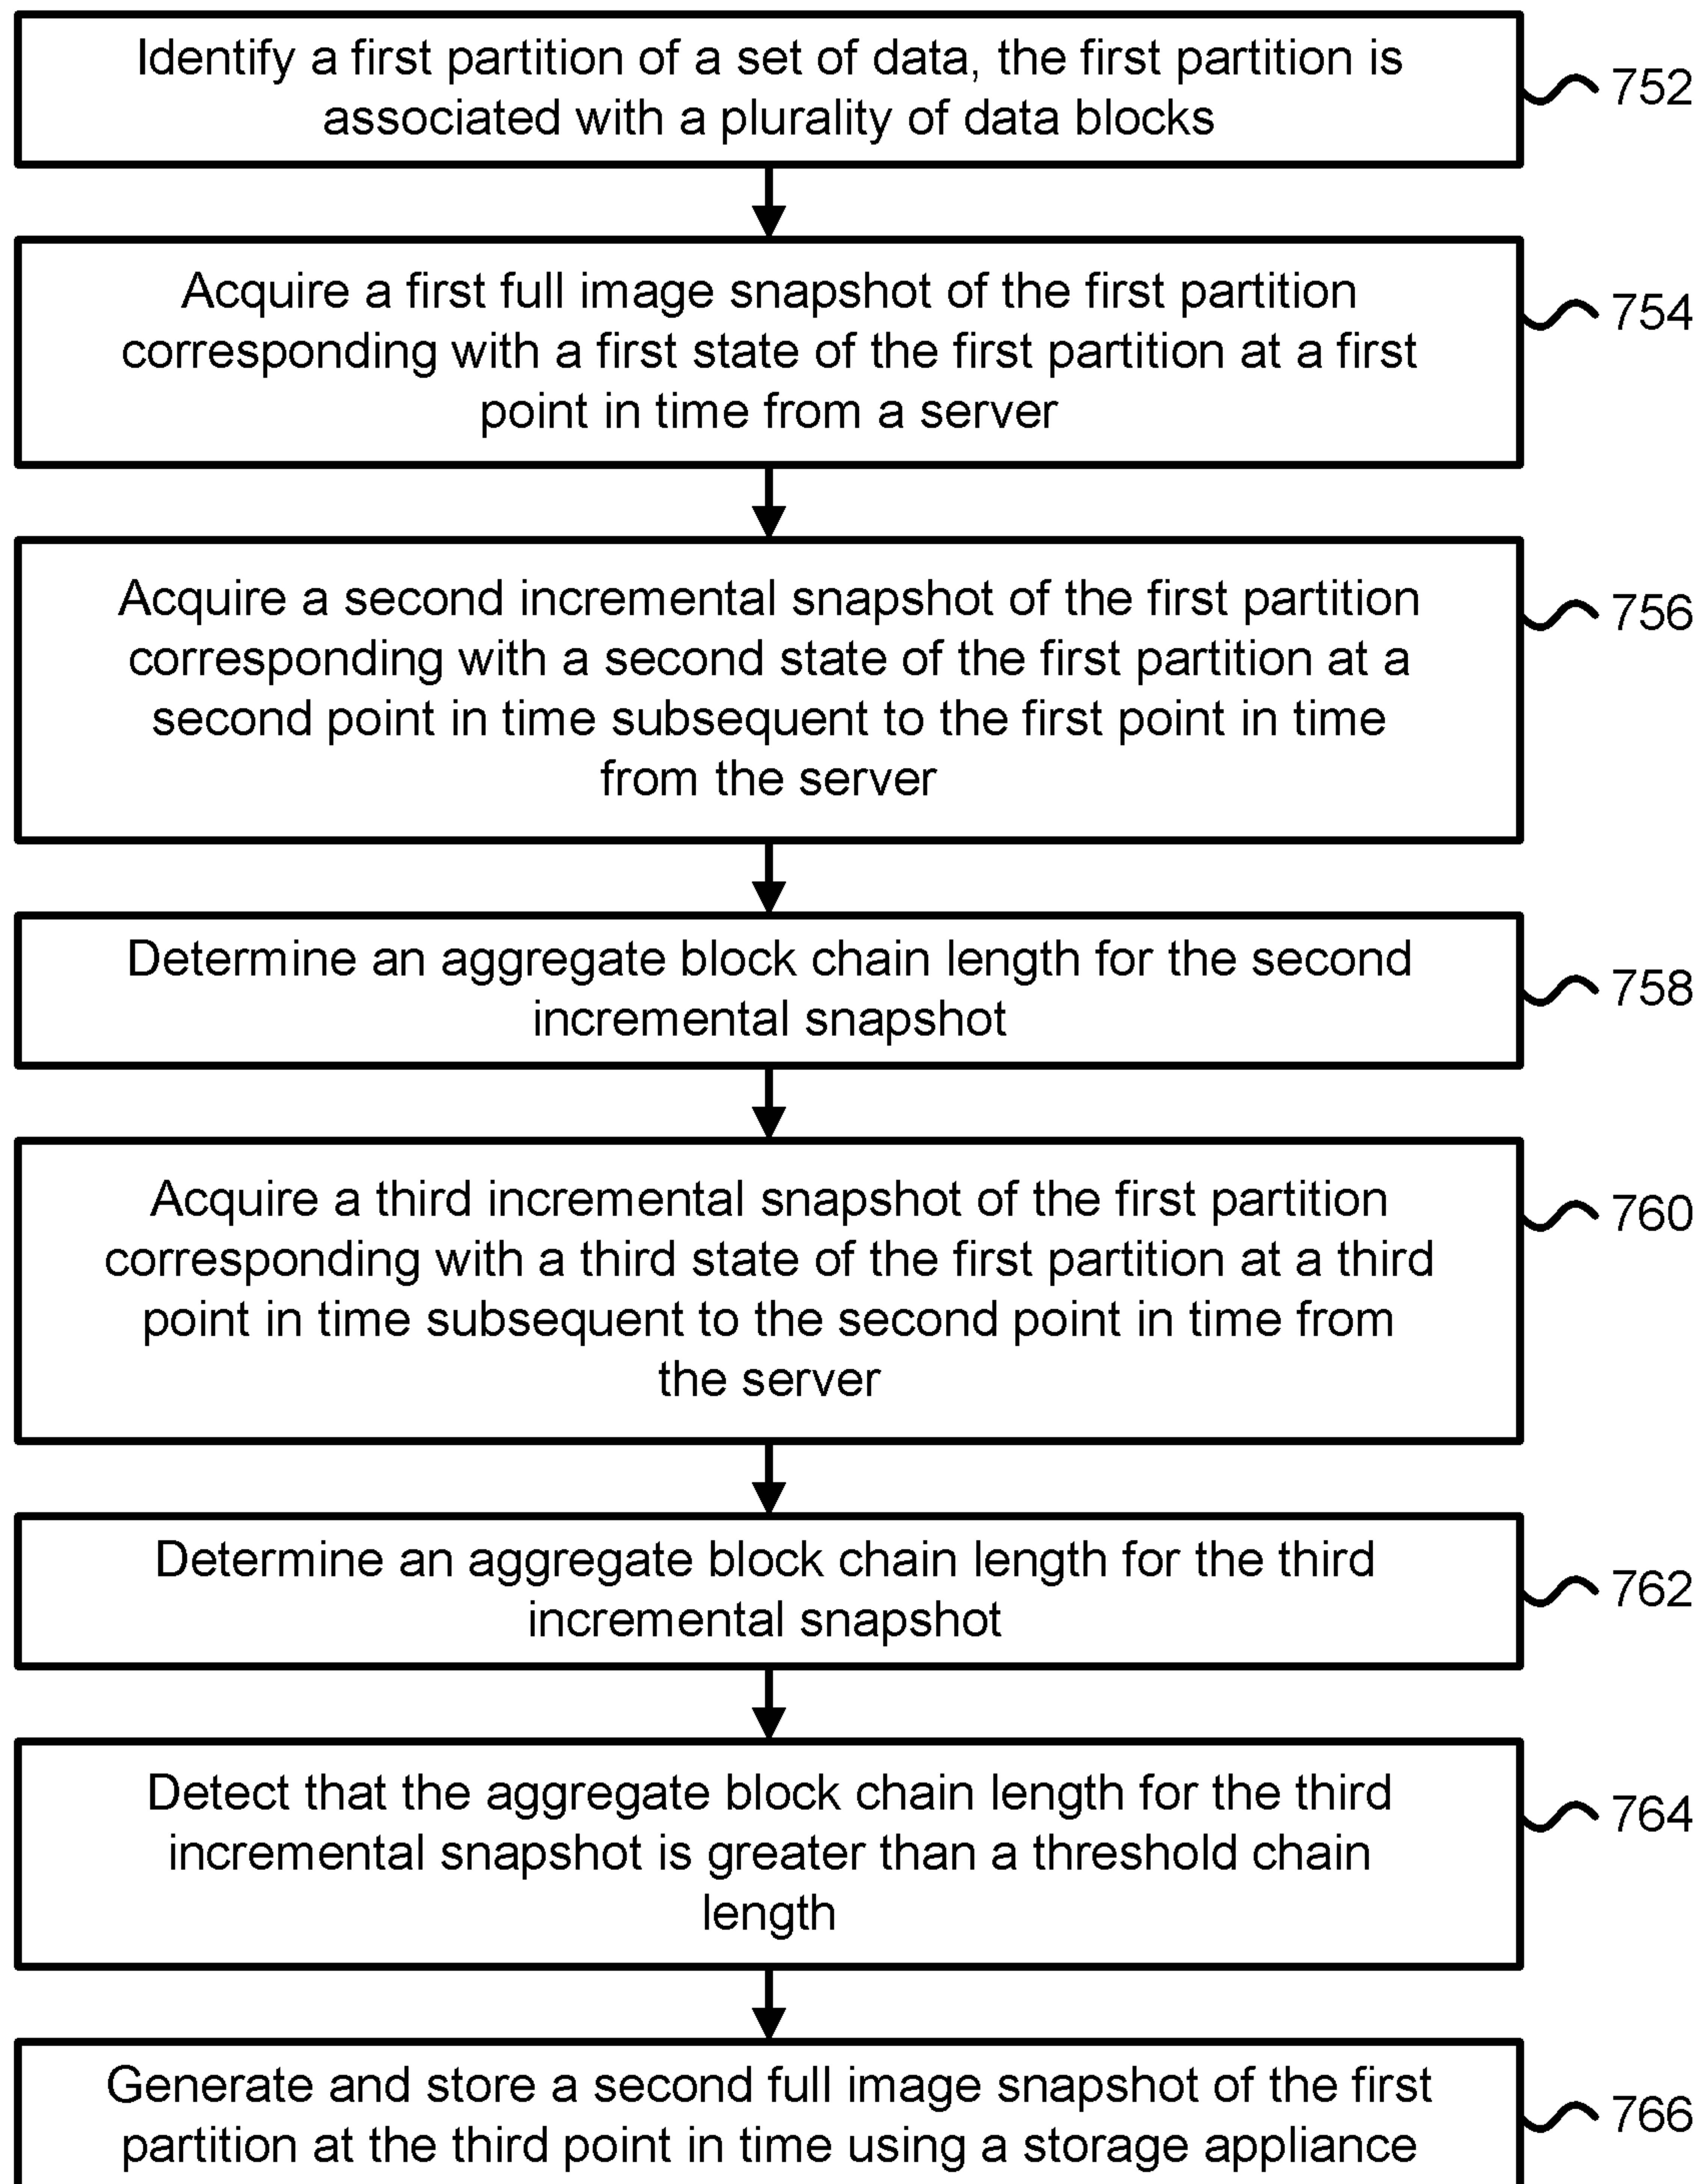 Identify a first partition of a set of data, the first partition is
associated with a plurality of data blocks
752
Acquire a first full image snapshot of the first partition
corresponding with a first state of the first partition at a first
point in time from a server
754
Acquire a second incremental snapshot of the first partition
corresponding with a second state of the first partition at a
second point in time subsequent to the first point in time
from the server
756
Determine an aggregate block chain length for the second
incremental snapshot
758
Acquire a third incremental snapshot of the first partition
corresponding with a third state of the first partition at a third
point in time subsequent to the second point in time from
the server
760
Determine an aggregate block chain length for the third
incremental snapshot
762
Detect that the aggregate block chain length for the third
incremental snapshot is greater than a threshold chain
length
764
Generate and store a second full image snapshot of the first
partition at the third point in time using a storage appliance
766